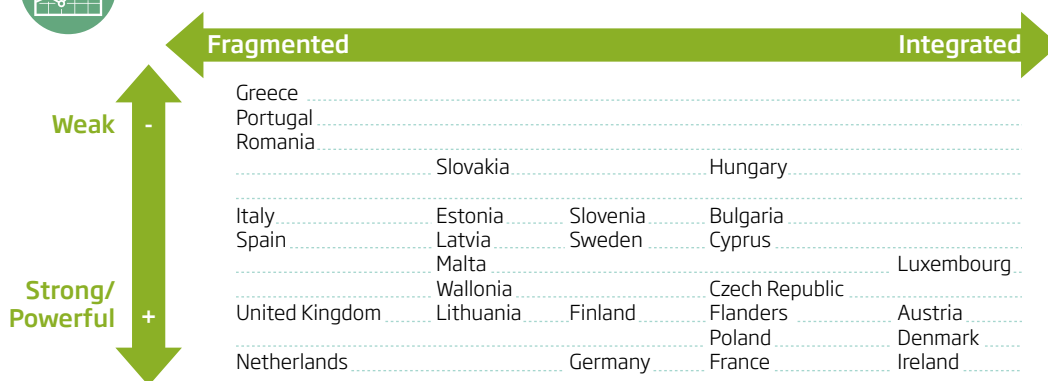 Fragmented Integrated
Greece
Weak - Portugal
Romania
Slovakia Hungary
Italy Estonia Slovenia Bulgaria
Spain Latvia Sweden Cyprus
Malta Luxembourg
Strong/ Wallonia Czech Republic
Powerful + United Kingdom Lithuania Finland Flanders Austria
Poland Denmark
Netherlands Germany France Ireland